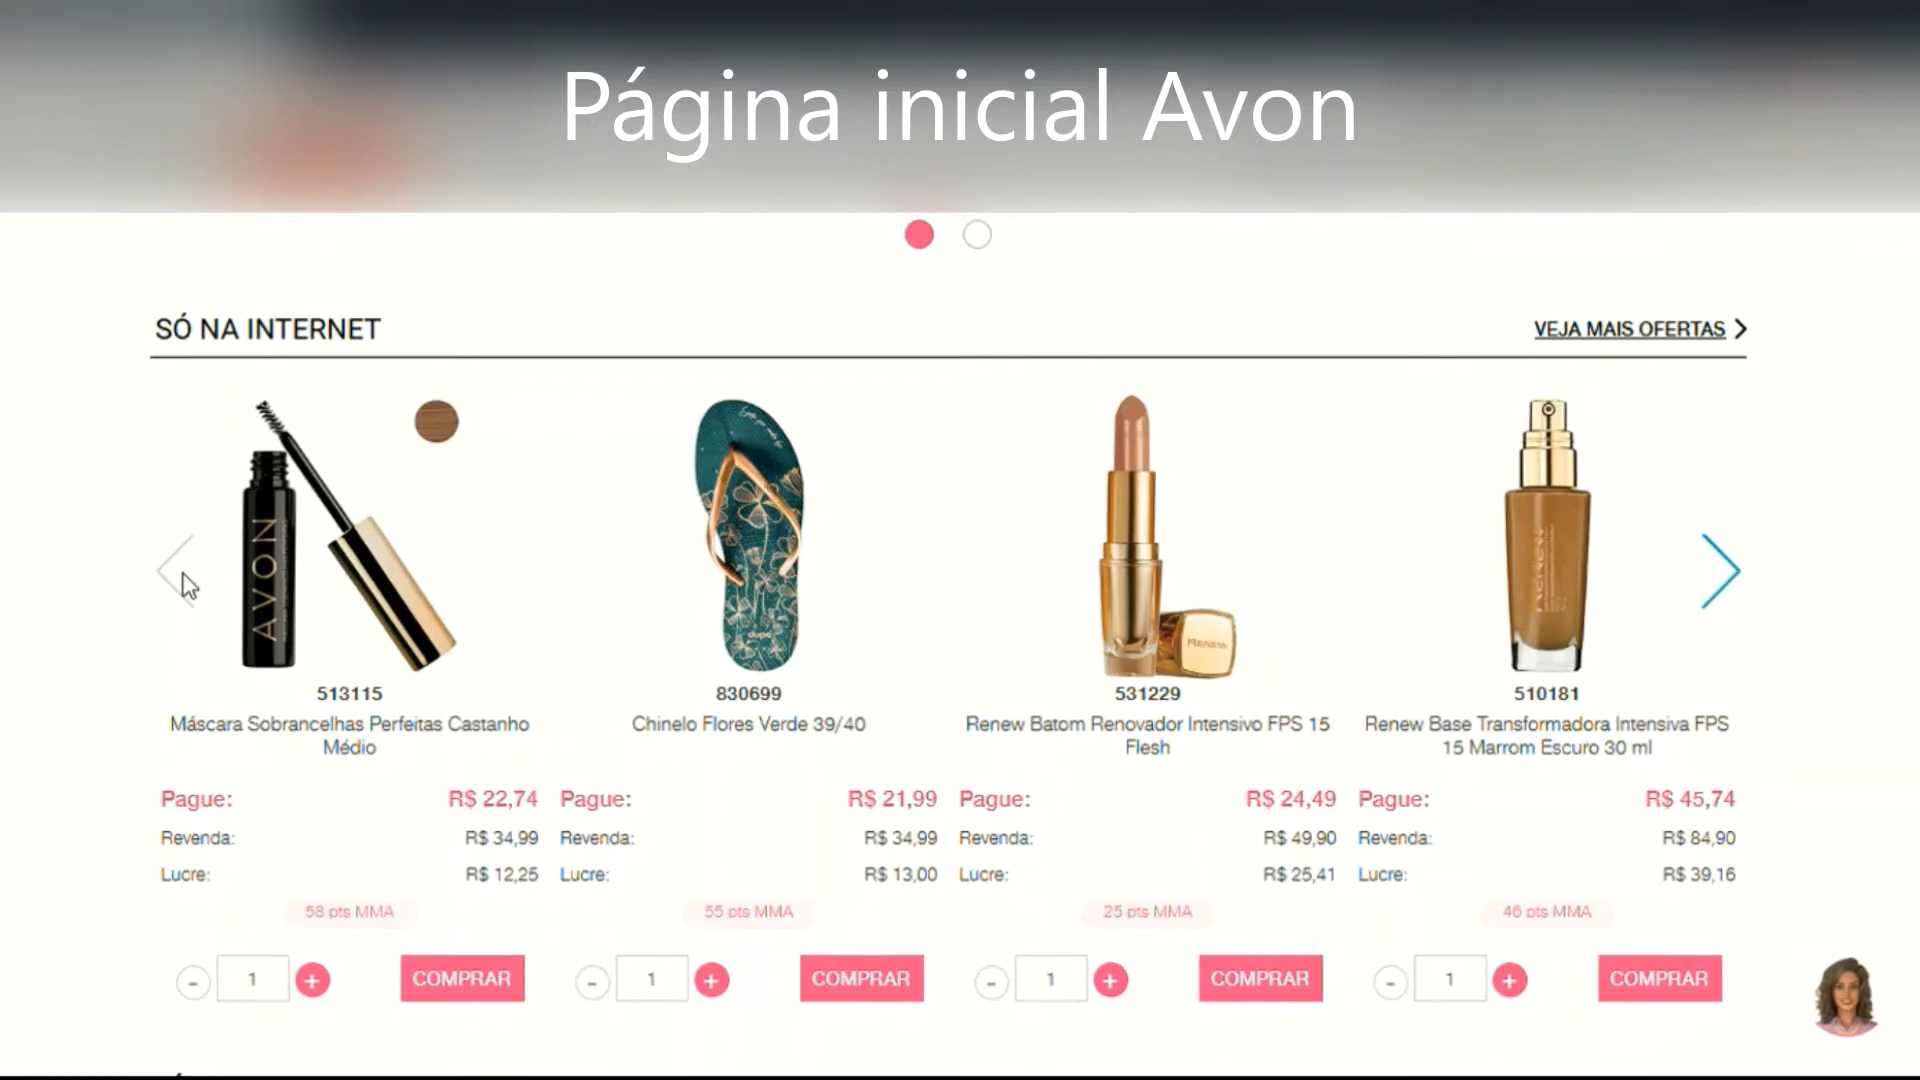 Página inicial Avon
SÓ NA INTERNET
VEJA MAIS OFERTAS
AVON
dupé
RENEW
RENEW
513115
Máscara Sobrancelhas Perfeitas Castanho
Médio
Pague: R$ 22,74
Revenda: R$ 34,99
Lucre: R$ 12,25
58 pts MMA
- 1 + COMPRAR
830699
Chinelo Flores Verde 39/40
Pague: R$ 21,99
Revenda: R$ 34,99
Lucre: R$ 13,00
55 pts MMA
- 1 + COMPRAR
531229
Renew Batom Renovador Intensivo FPS 15
Flesh
Pague: R$ 24,49
Revenda: R$ 49,90
Lucre: R$ 25,41
25 pts MMA
- 1 + COMPRAR
510181
Renew Base Transformadora Intensiva FPS
15 Marrom Escuro 30 ml
Pague: R$ 45,74
Revenda: R$ 84,90
Lucre: R$ 39,16
46 pts MMA
- 1 + COMPRAR